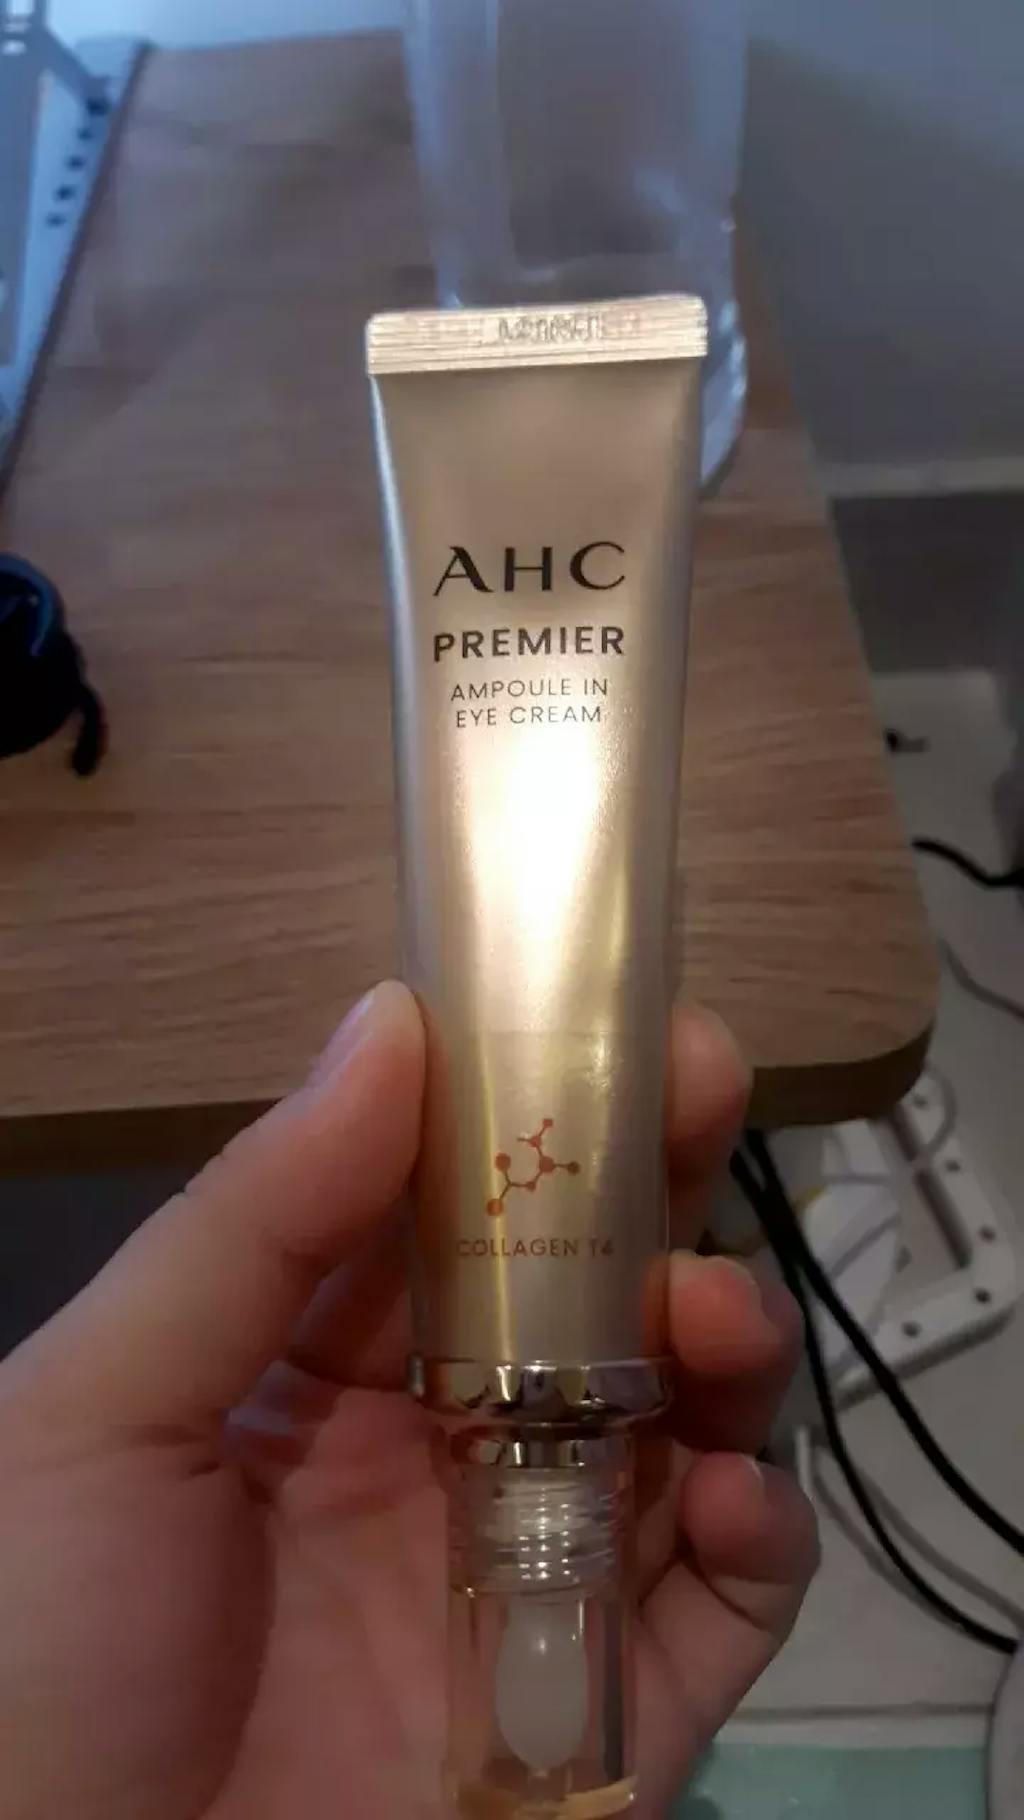 AHC
PREMIER
AMPOULE IN
EYE CREAM
COLLAGEN T4